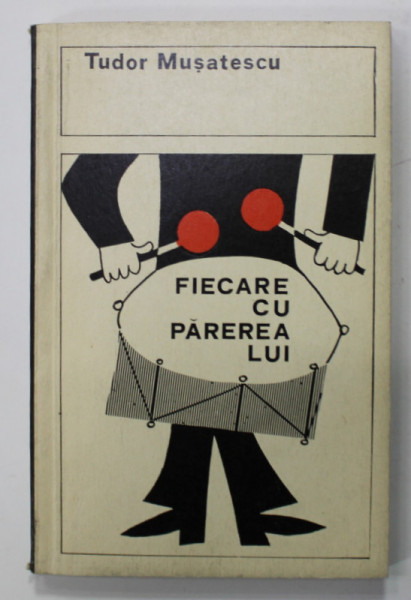 Tudor Mușatescu
FIECARE
CU
PĂREREA
LUI